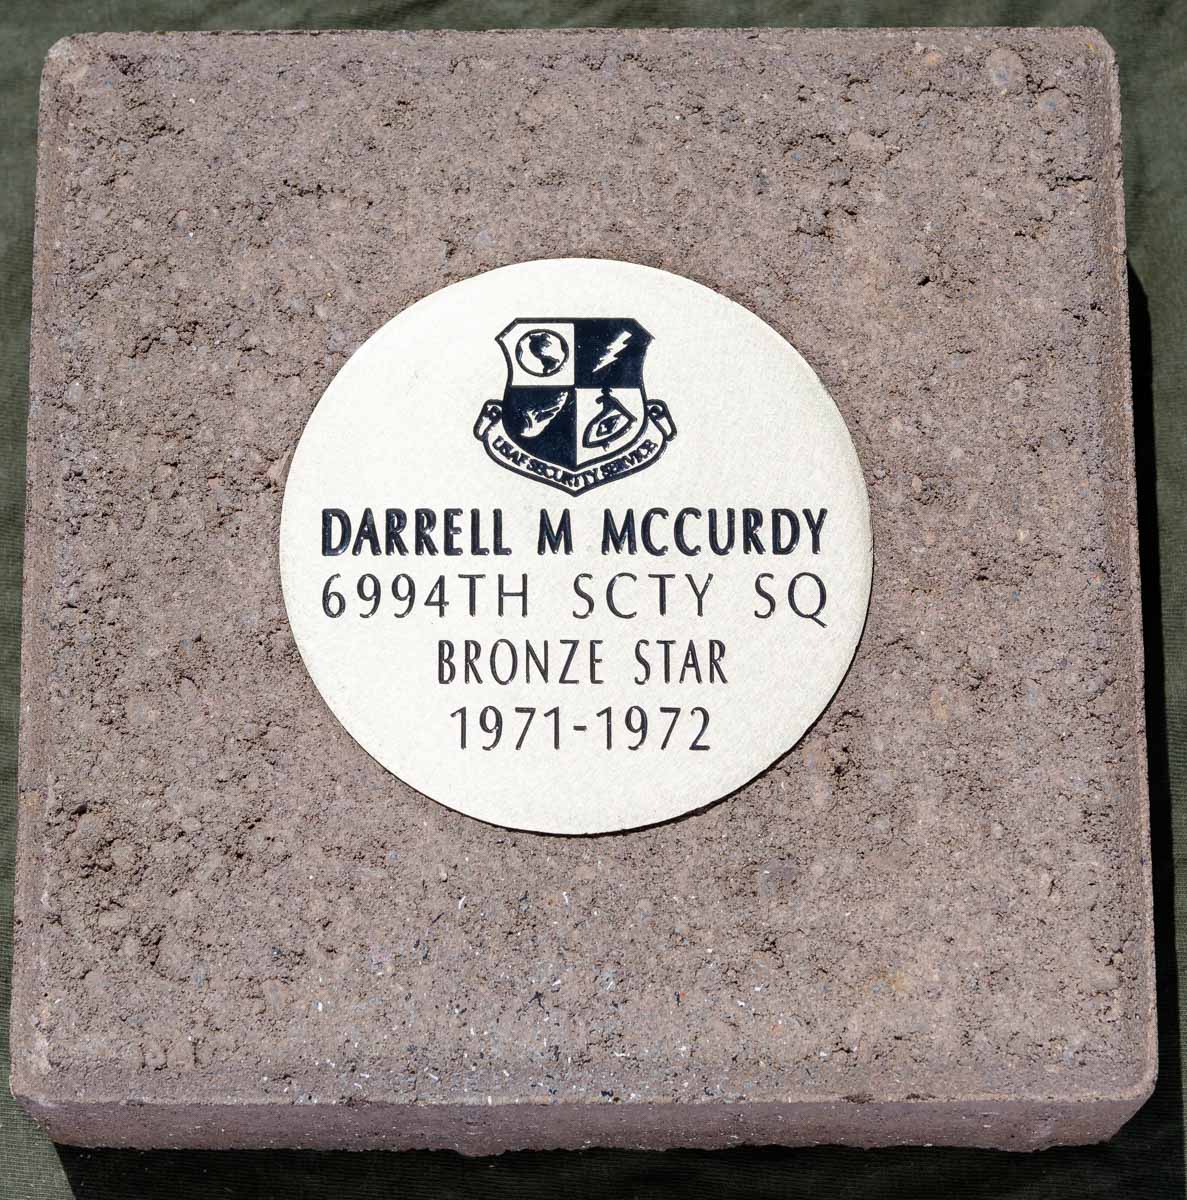 USAF SECURITY SERVICE
DARRELL M MCCURDY
6994TH SCTY SQ
BRONZE STAR
1971-1972